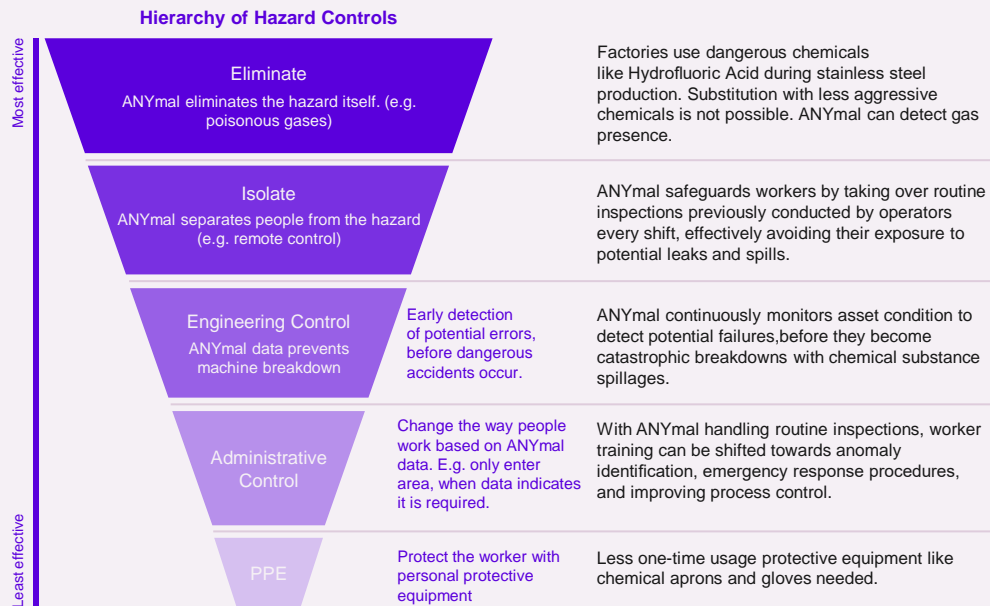 Hierarchy of Hazard Controls
Most effective
Eliminate
ANYmal eliminates the hazard itself. (e.g.
poisonous gases)
Factories use dangerous chemicals
like Hydrofluoric Acid during stainless steel
production. Substitution with less aggressive
chemicals is not possible. ANYmal can detect gas
presence.
Isolate
ANYmal separates people from the hazard
(e.g. remote control)
ANYmal safeguards workers by taking over routine
inspections previously conducted by operators
every shift, effectively avoiding their exposure to
potential leaks and spills.
Engineering Control
ANYmal data prevents
machine breakdown
Early detection
of potential errors,
before dangerous
accidents occur.
ANYmal continuously monitors asset condition to
detect potential failures,before they become
catastrophic breakdowns with chemical substance
spillages.
Administrative
Control
Change the way people
work based on ANYmal
data. E.g. only enter
area, when data indicates
it is required.
With ANYmal handling routine inspections, worker
training can be shifted towards anomaly
identification, emergency response procedures,
and improving process control.
Least effective
PPE
Protect the worker with
personal protective
equipment
Less one-time usage protective equipment like
chemical aprons and gloves needed.